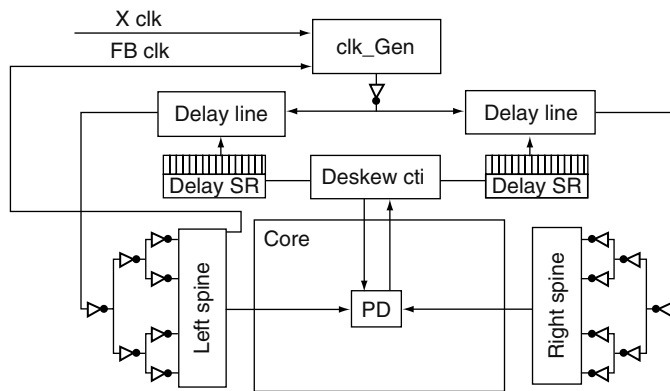 X clk
FB clk
clk_Gen
Delay line
Delay line
Delay SR
Deskew cti
Delay SR
Core
Left spine
PD
Right spine